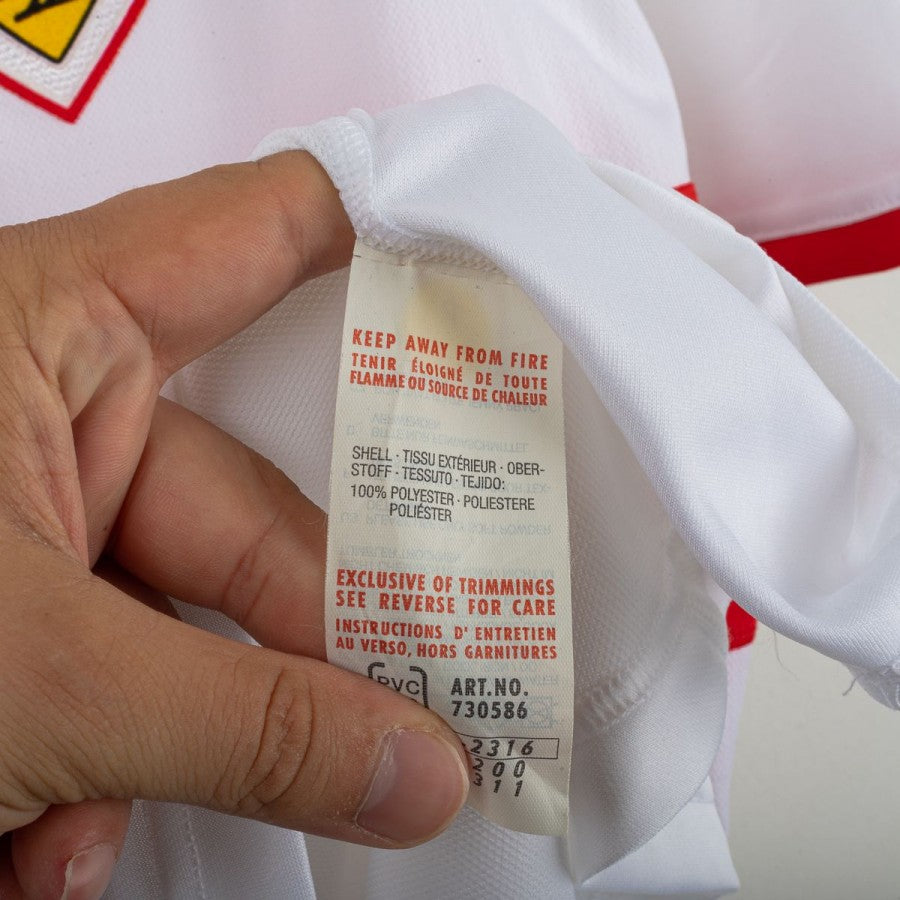 KEEP AWAY FROM FIRE
TENIR ÉLOIGNÉ DE TOUTE
FLAMME OU SOURCE DE CHALEUR
SHELL · TISSU EXTÉRIEUR · OBER-
STOFF · TESSUTO · TEJIDO:
100% POLYESTER · POLIESTERE
POLIÉSTER
EXCLUSIVE OF TRIMMINGS
SEE REVERSE FOR CARE
INSTRUCTIONS D' ENTRETIEN
AU VERSO, HORS GARNITURES
PVC
ART.NO.
730586
2316
00
11